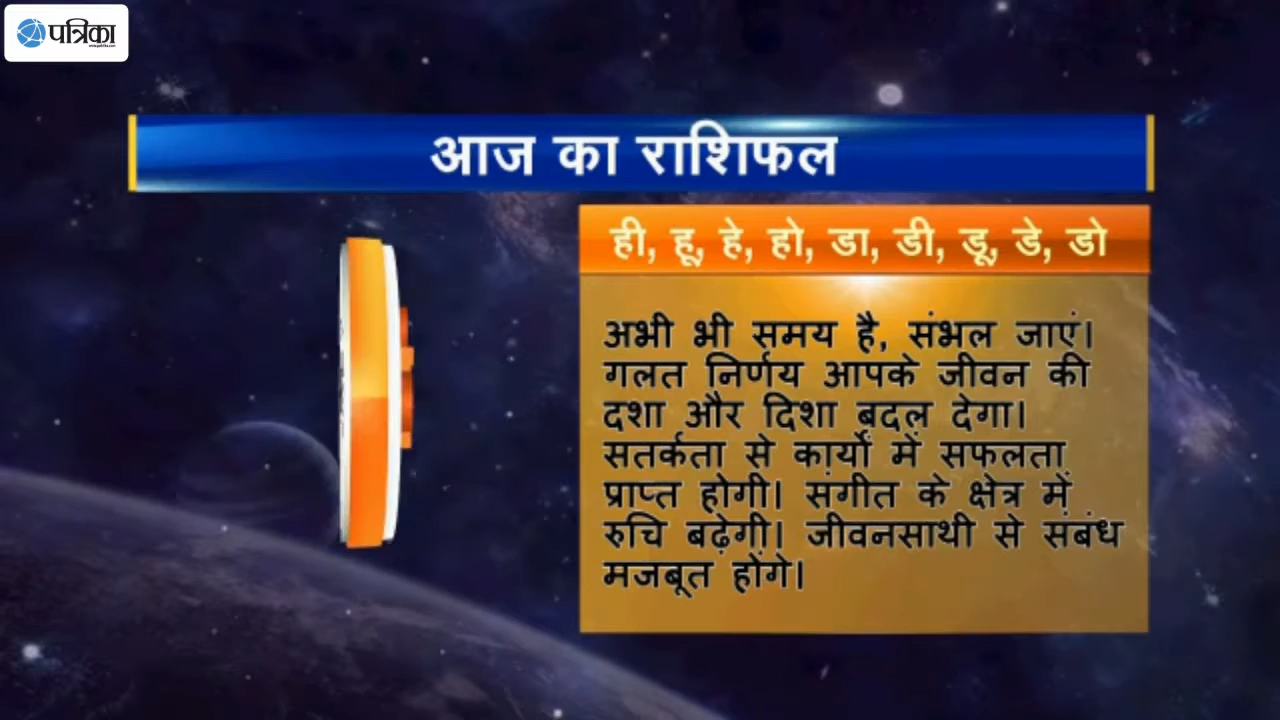 पत्रिका
आज का राशिफल
ही, हू, हे, हो, डा, डी, डू, डे, डो
अभी भी समय है, संभल जाएं।
गलत निर्णय आपके जीवन की
दशा और दिशा बदल देगा।
सतर्कता से कार्यों में सफलता
प्राप्त होगी। संगीत के क्षेत्र में
रुचि बढ़ेगी। जीवनसाथी से संबंध
मजबूत होंगे।